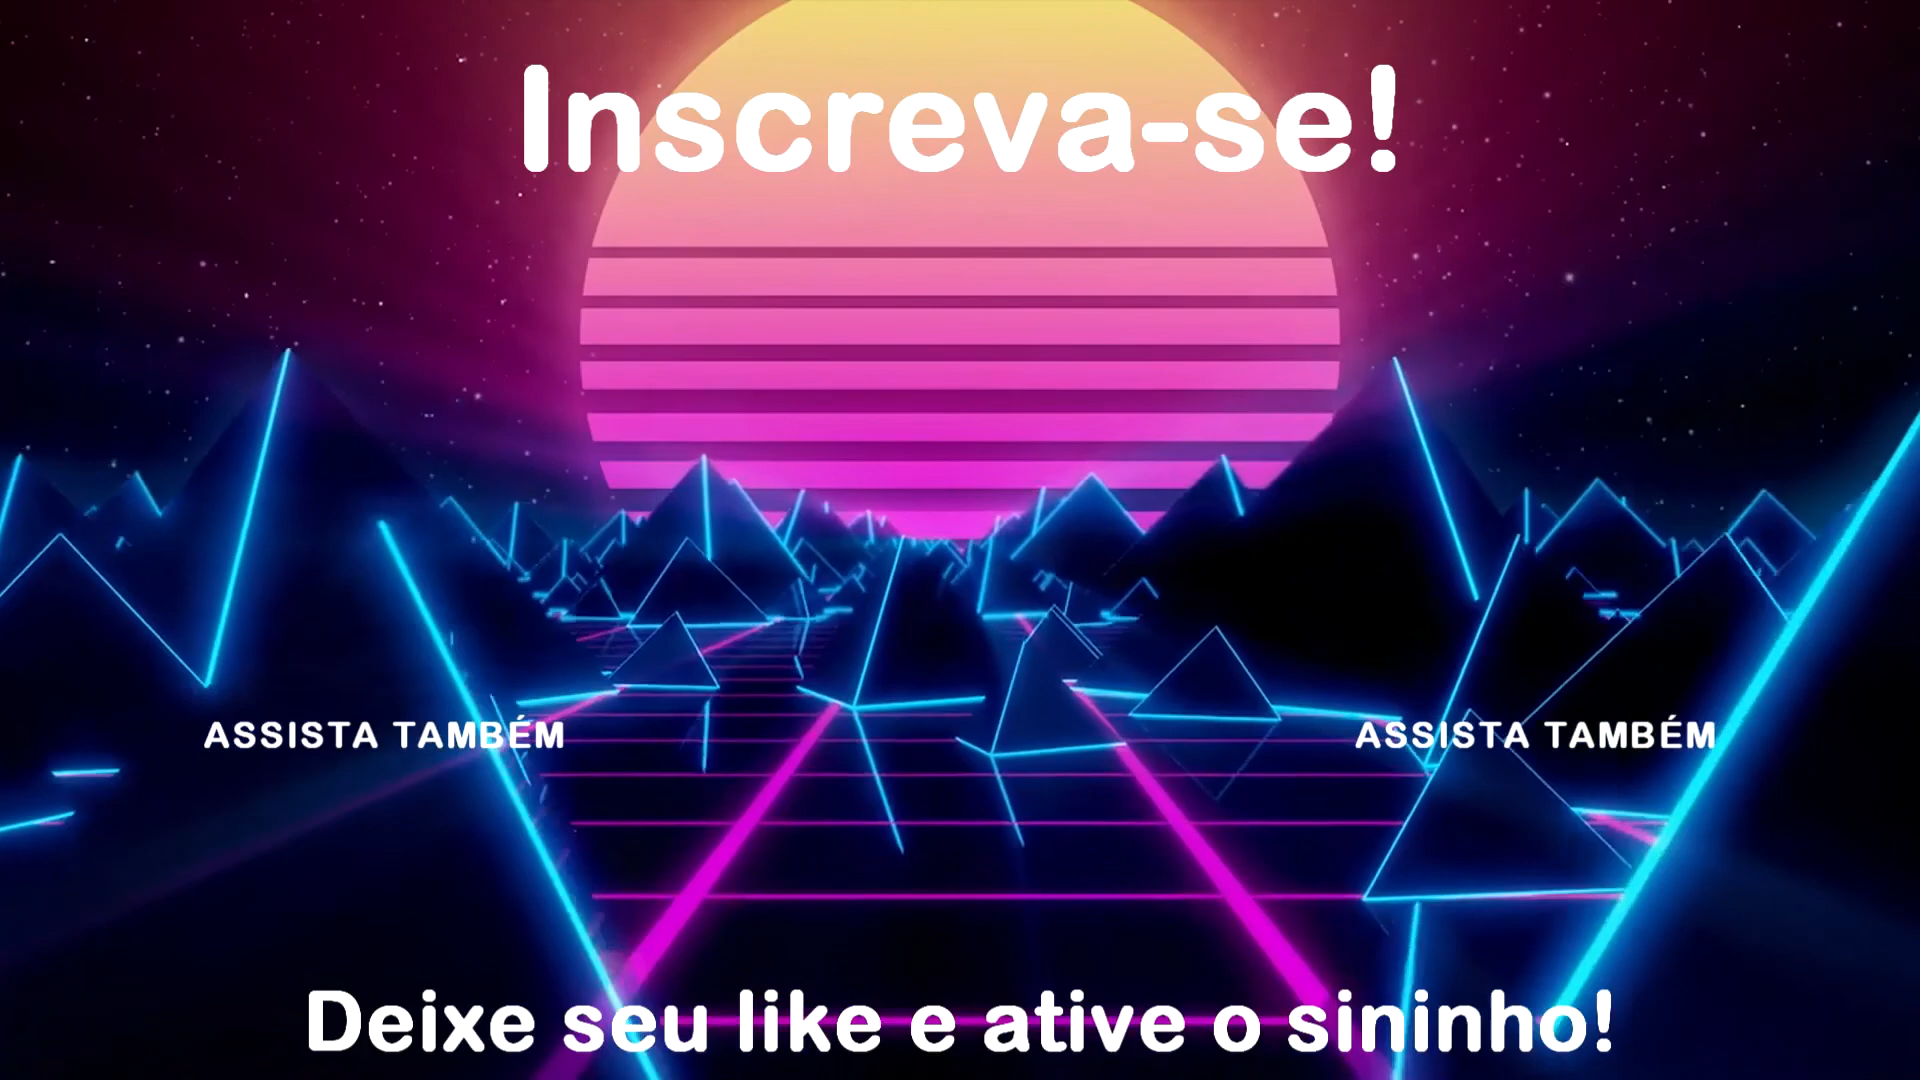 Inscreva-se!
ASSISTA TAMBÉM
ASSISTA TAMBÉM
Deixe seu like e ative o sininho!